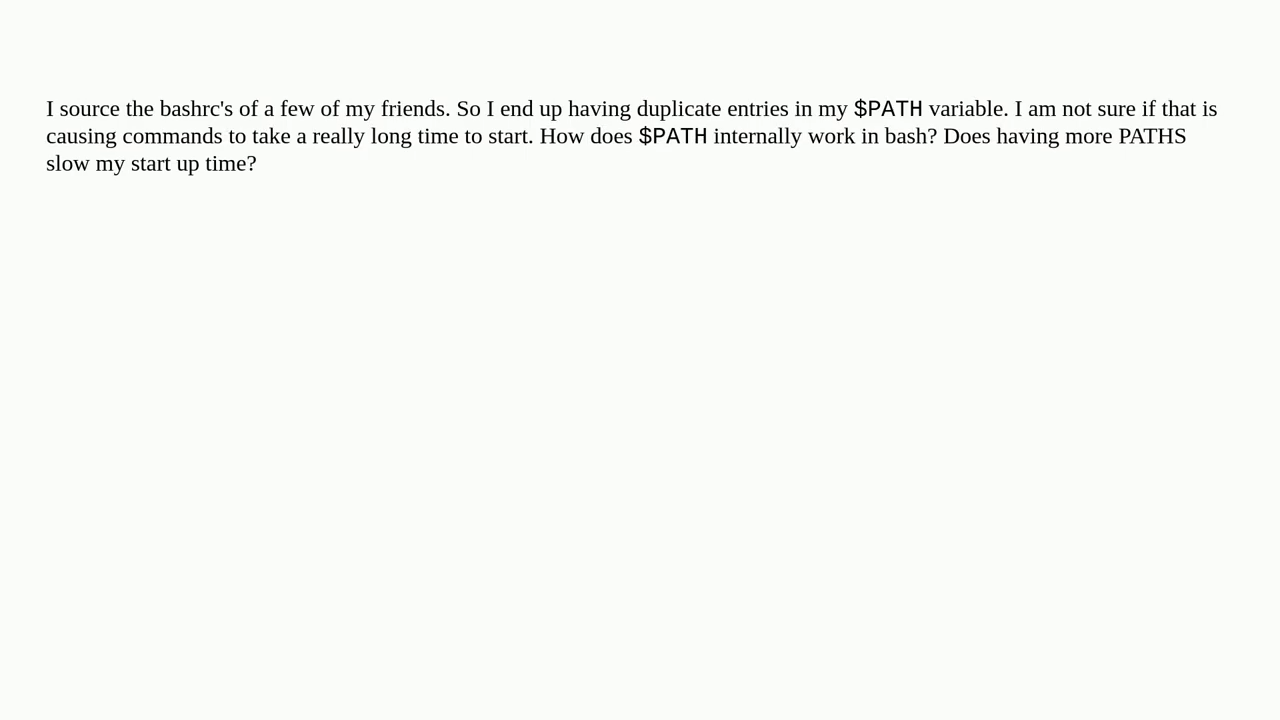 I source the bashrc's of a few of my friends. So I end up having duplicate entries in my $PATH variable. I am not sure if that is
causing commands to take a really long time to start. How does $PATH internally work in bash? Does having more PATHS
slow my start up time?